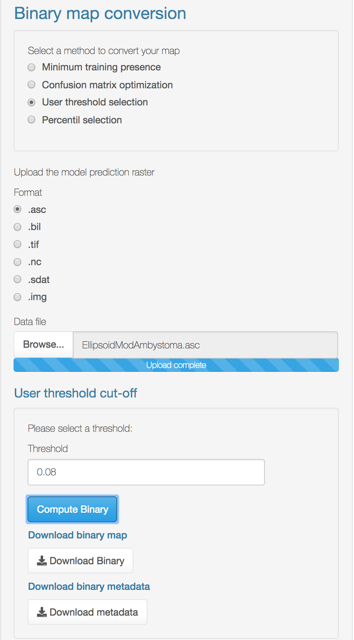 Binary map conversion
Select a method to convert your map
Minimum training presence
Confusion matrix optimization
User threshold selection
Percentil selection
Upload the model prediction raster
Format
.asc
.bil
.tif
.nc
.sdat
.img
Data file
Browse... EllipsoidModAmbystoma.asc
Upload complete
User threshold cut-off
Please select a threshold:
Threshold
0.08
Compute Binary
Download binary map
Download Binary
Download binary metadata
Download metadata